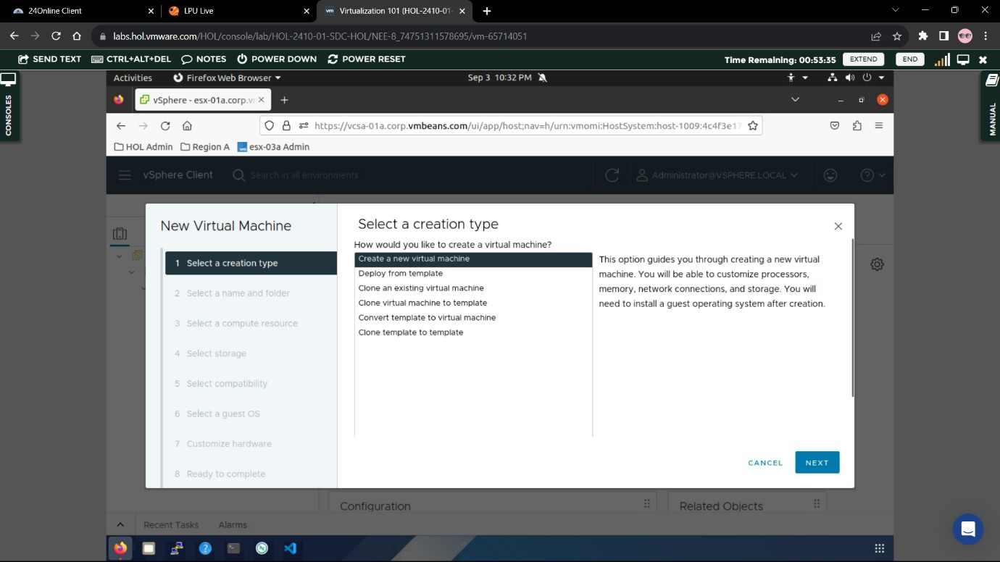 24Online Client
LPU Live
Virtualization 101 (HOL-2410-01-
labs.hol.vmware.com/HOL/console/lab/HOL-2410-01-SDC-HOL/NEE-8_74751311578695/vm-65714051
SEND TEXT CTRL+ALT+DEL NOTES POWER DOWN POWER RESET
Time Remaining: 00:53:35 EXTEND END
CONSOLES
MANUAL
Activities Firefox Web Browser Sep 3 10:32 PM
vSphere - esx-01a.corp.v
https://vcsa-01a.corp.vmbeans.com/ui/app/host;nav=h/urn:vmomi:HostSystem:host-1009:4c4f3e17
HOL Admin Region A esx-03a Admin
vSphere Client Search in all environments Administrator@VSPHERE.LOCAL
New Virtual Machine
1 Select a creation type
2 Select a name and folder
3 Select a compute resource
4 Select storage
5 Select compatibility
6 Select a guest OS
7 Customize hardware
8 Ready to complete
Select a creation type
How would you like to create a virtual machine?
Create a new virtual machine
Deploy from template
Clone an existing virtual machine
Clone virtual machine to template
Convert template to virtual machine
Clone template to template
This option guides you through creating a new virtual
machine. You will be able to customize processors,
memory, network connections, and storage. You will
need to install a guest operating system after creation.
CANCEL NEXT
Configuration
Related Objects
Recent Tasks Alarms